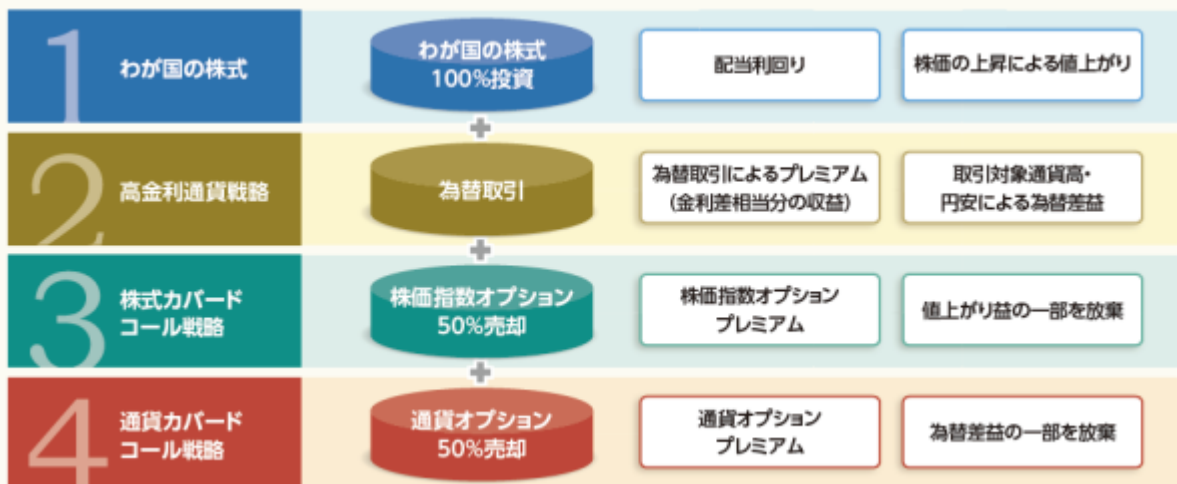 1
わが国の株式
わが国の株式
100%投資
配当利回り
株価の上昇による値上がり
2
高金利通貨戦略
為替取引
為替取引によるプレミアム
(金利差相当分の収益)
取引対象通貨高・
円安による為替差益
3
株式カバード
コール戦略
株価指数オプション
50%売却
株価指数オプション
プレミアム
値上がり益の一部を放棄
4
通貨カバード
コール戦略
通貨オプション
50%売却
通貨オプション
プレミアム
為替差益の一部を放棄